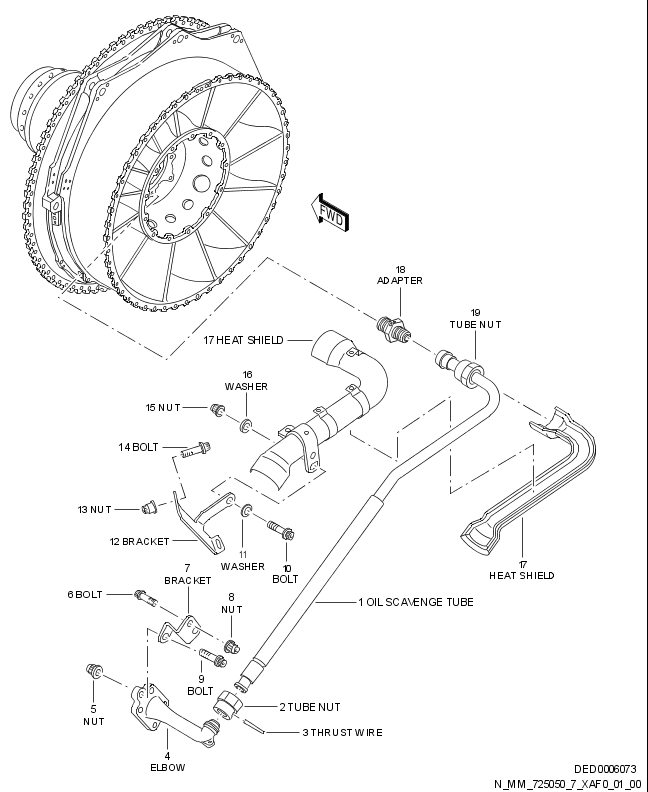 FWD
18
ADAPTER
19
TUBE NUT
17 HEAT SHIELD
16
WASHER
15 NUT
14 BOLT
13 NUT
12 BRACKET
11
WASHER
10
BOLT
17
HEAT SHIELD
7
BRACKET
6 BOLT
8
NUT
1 OIL SCAVENGE TUBE
9
BOLT
5
NUT
2 TUBE NUT
3 THRUST WIRE
4
ELBOW
DED0006073
N_MM_725050_7_XAF0_01_00